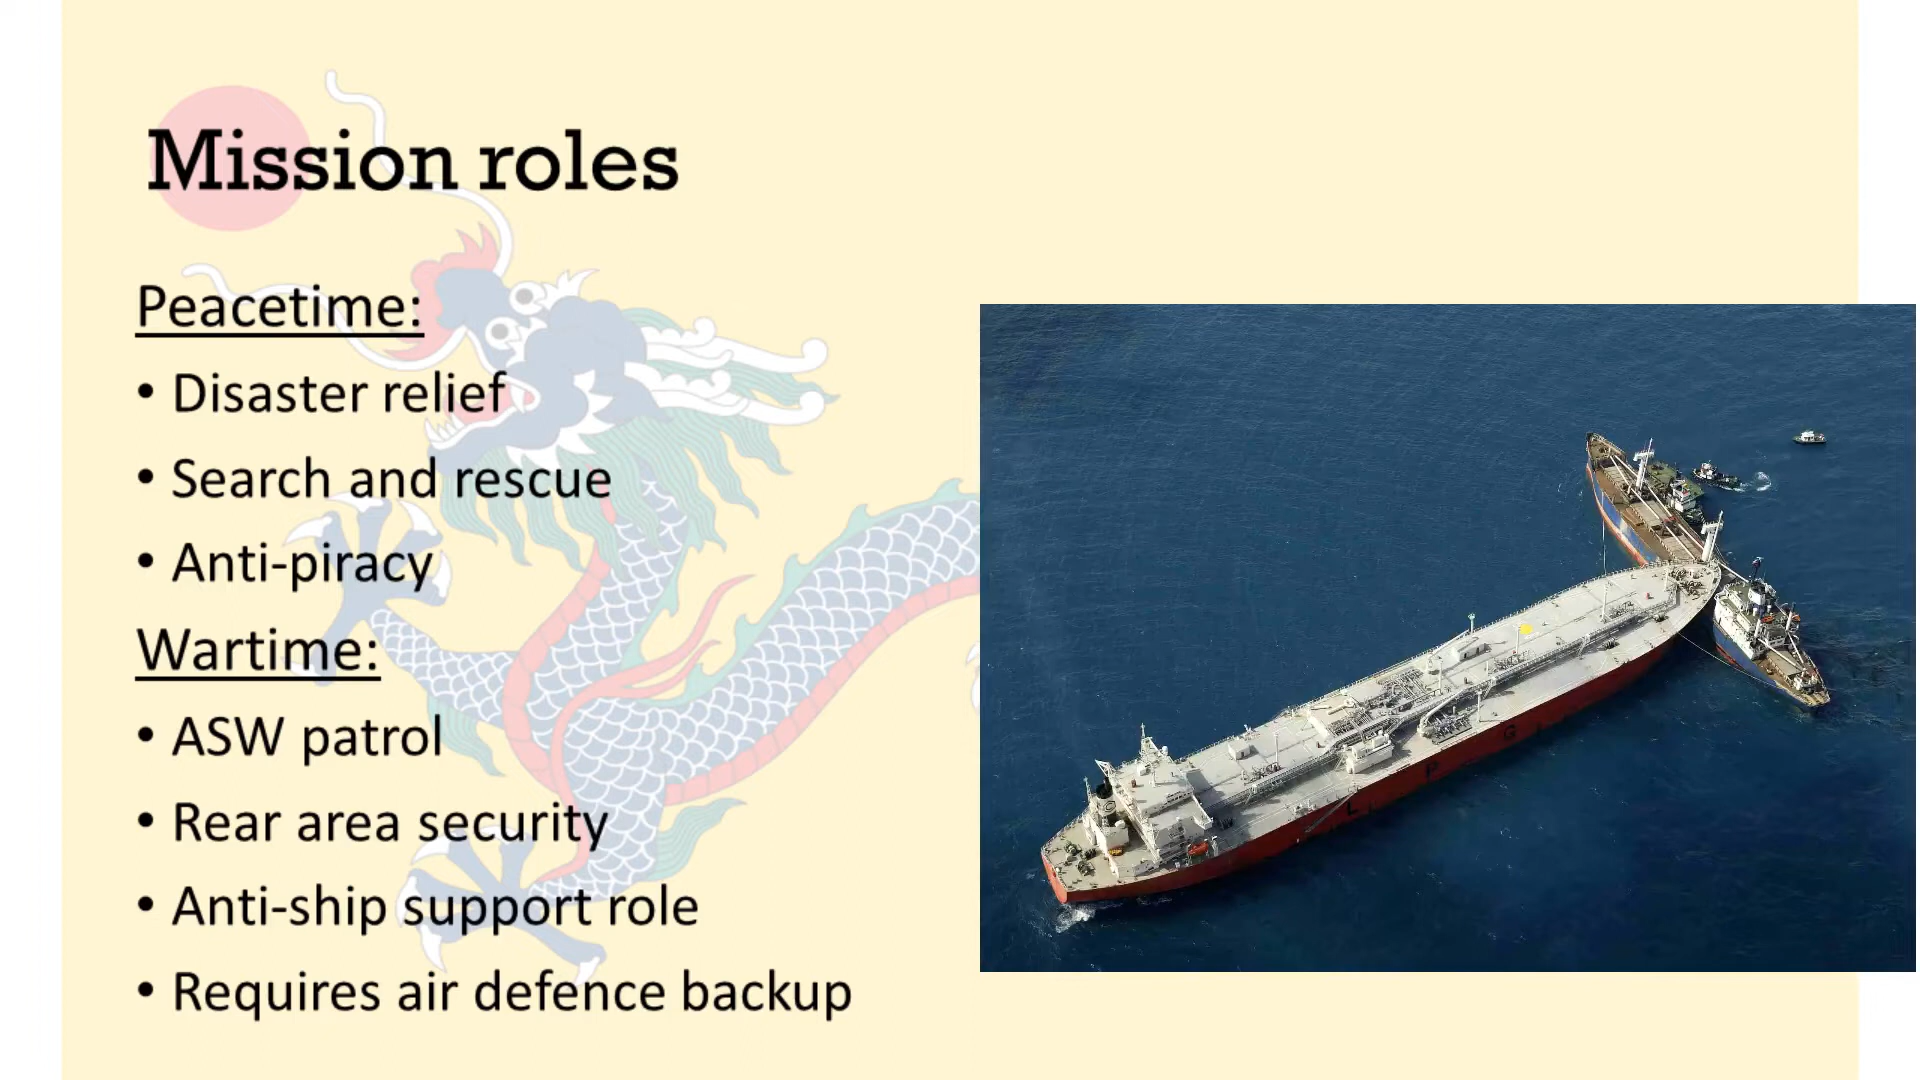 Mission roles
Peacetime:
• Disaster relief
• Search and rescue
• Anti-piracy
Wartime:
• ASW patrol
• Rear area security
• Anti-ship support role
• Requires air defence backup
L P G